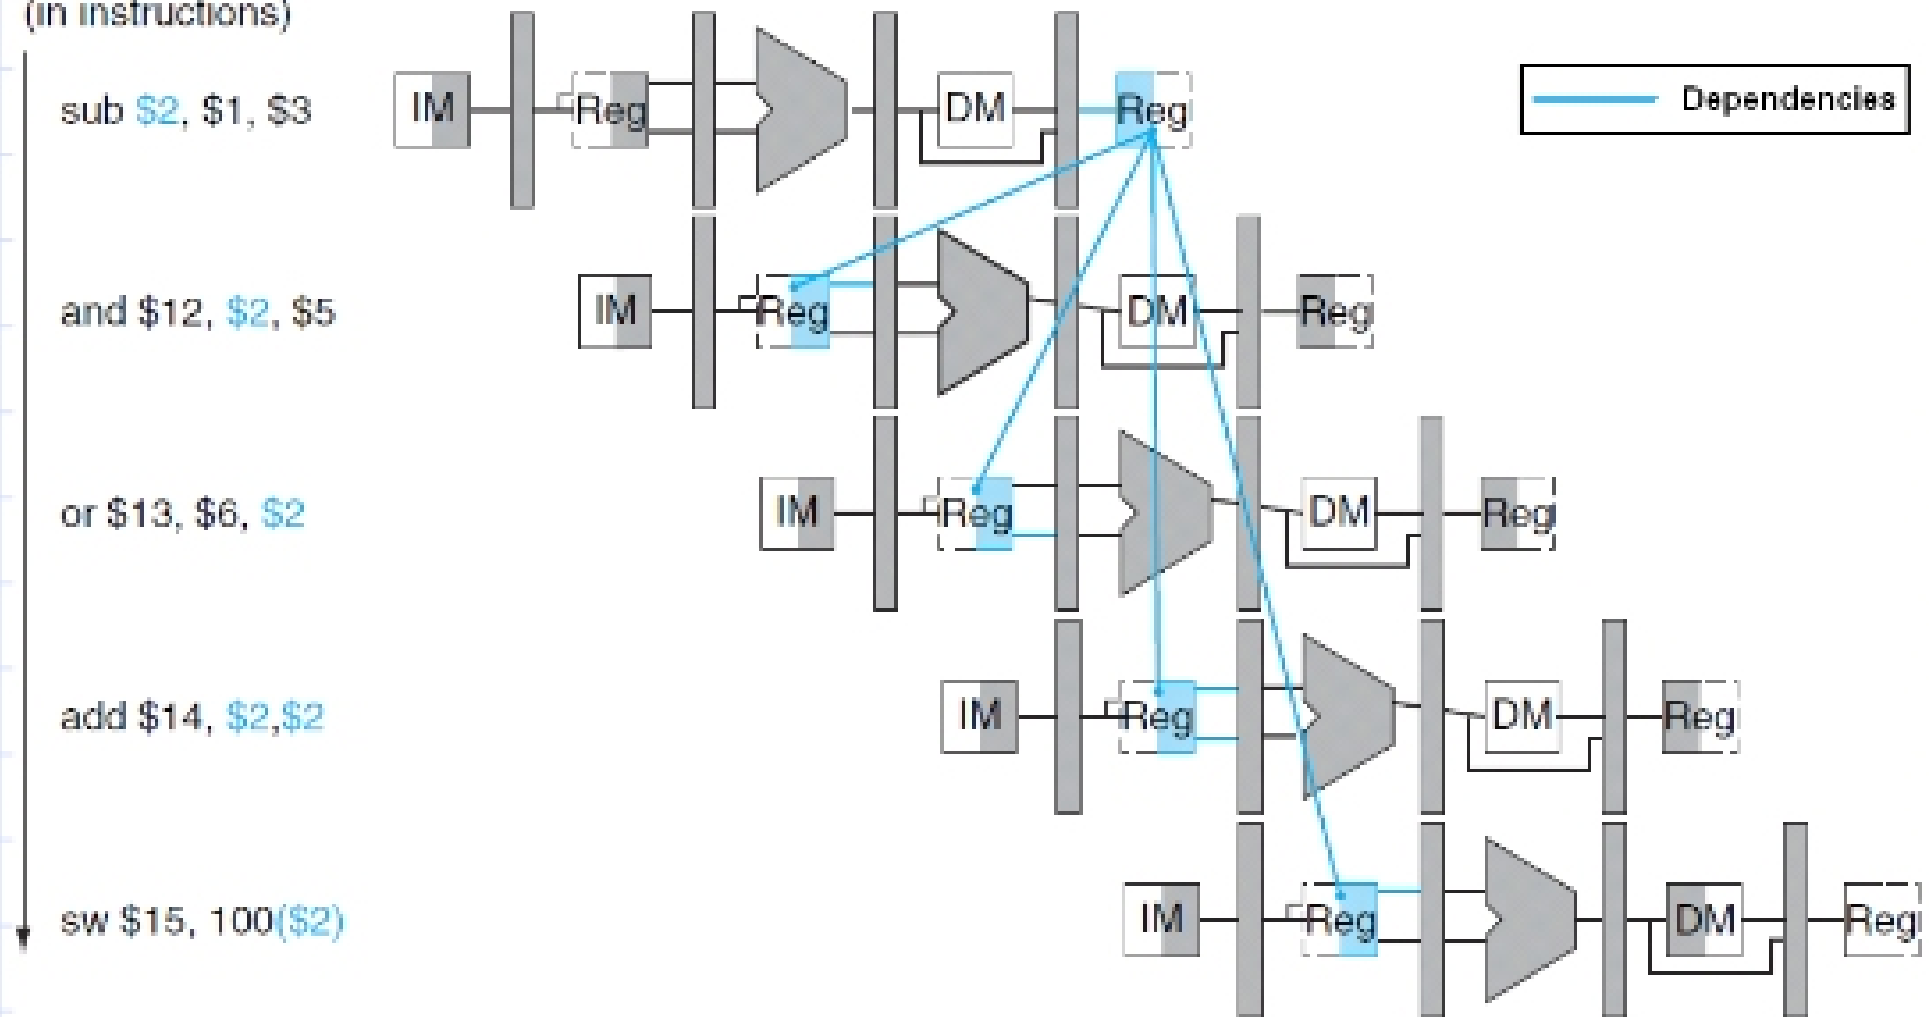 (in instructions)
sub $2, $1, $3
IM
Reg
DM
Reg
Dependencies
and $12, $2, $5
IM
Reg
DM
Reg
or $13, $6, $2
IM
Reg
DM
Reg
add $14, $2,$2
IM
Reg
DM
Reg
sw $15, 100($2)
IM
Reg
DM
Reg